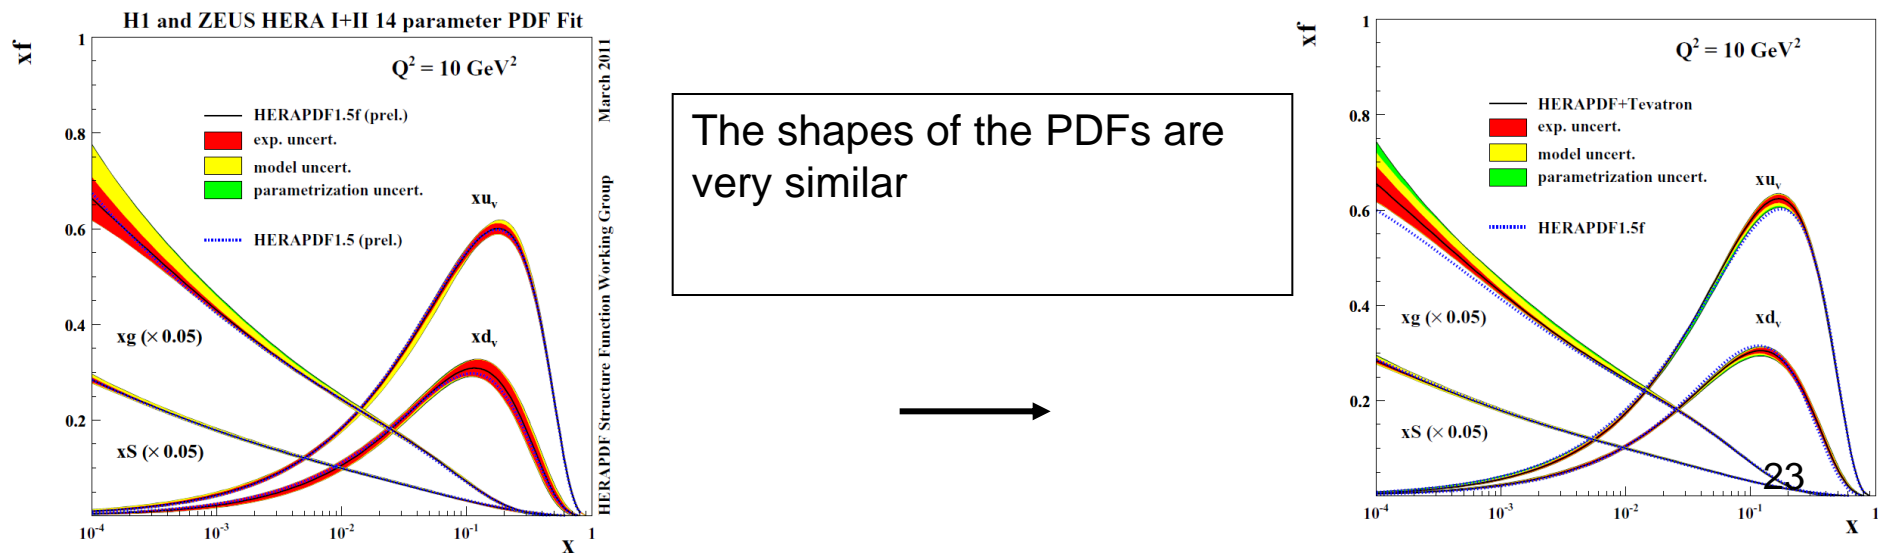 H1 and ZEUS HERA I+II 14 parameter PDF Fit
xf
1
0.8
0.6
0.4
0.2
Q² = 10 GeV²
HERAPDF1.5f (prel.)
exp. uncert.
model uncert.
parametrization uncert.
HERAPDF1.5 (prel.)
xuᵥ
xdᵥ
xg (× 0.05)
xS (× 0.05)
10⁻⁴ 10⁻³ 10⁻² 10⁻¹ 1
x
HERAPDF Structure Function Working Group March 2011
The shapes of the PDFs are
very similar
xf
1
0.8
0.6
0.4
0.2
Q² = 10 GeV²
HERAPDF+Tevatron
exp. uncert.
model uncert.
parametrization uncert.
HERAPDF1.5f
xuᵥ
xdᵥ
xg (× 0.05)
xS (× 0.05)
23
10⁻⁴ 10⁻³ 10⁻² 10⁻¹ 1
x